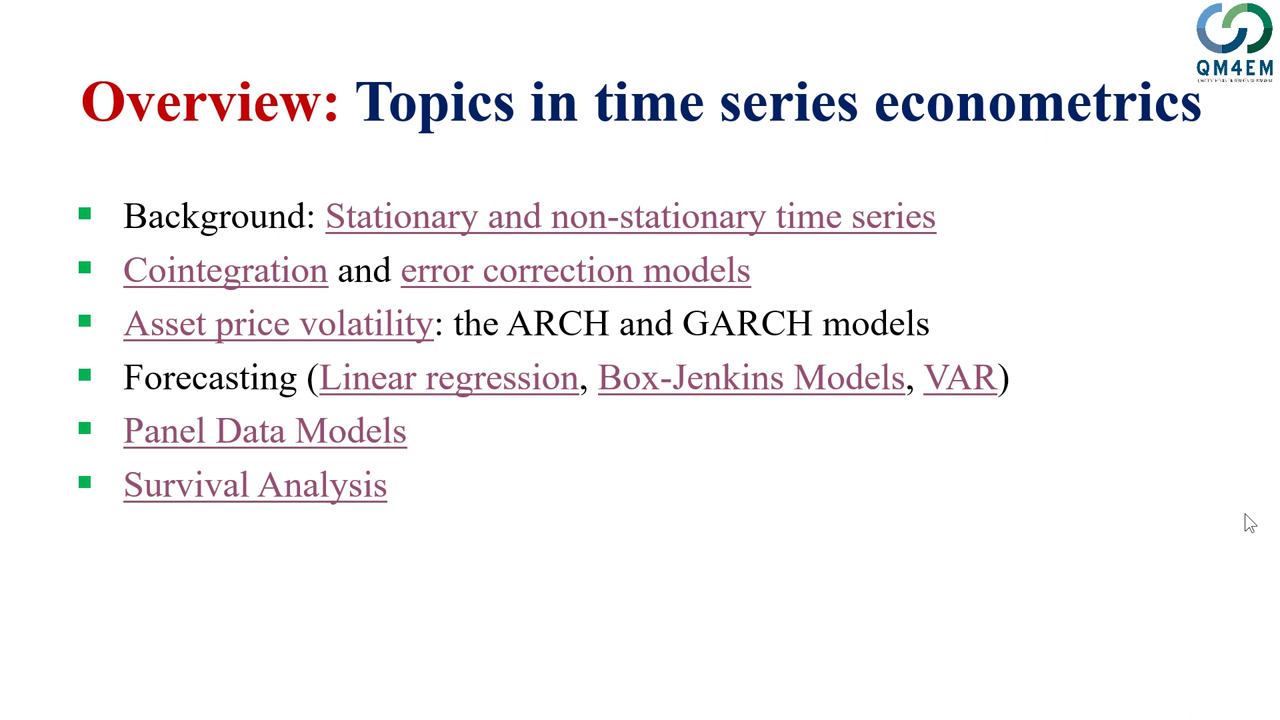 QM4EM
Overview: Topics in time series econometrics
Background: Stationary and non-stationary time series
Cointegration and error correction models
Asset price volatility: the ARCH and GARCH models
Forecasting (Linear regression, Box-Jenkins Models, VAR)
Panel Data Models
Survival Analysis